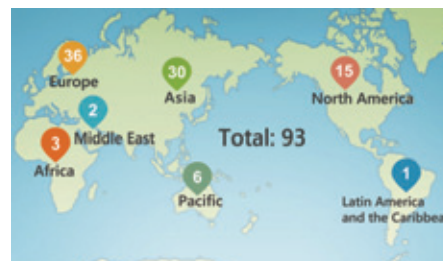 36
Europe
30
Asia
15
North America
2
Middle East
3
Africa
Total: 93
6
Pacific
1
Latin America
and the Caribbea